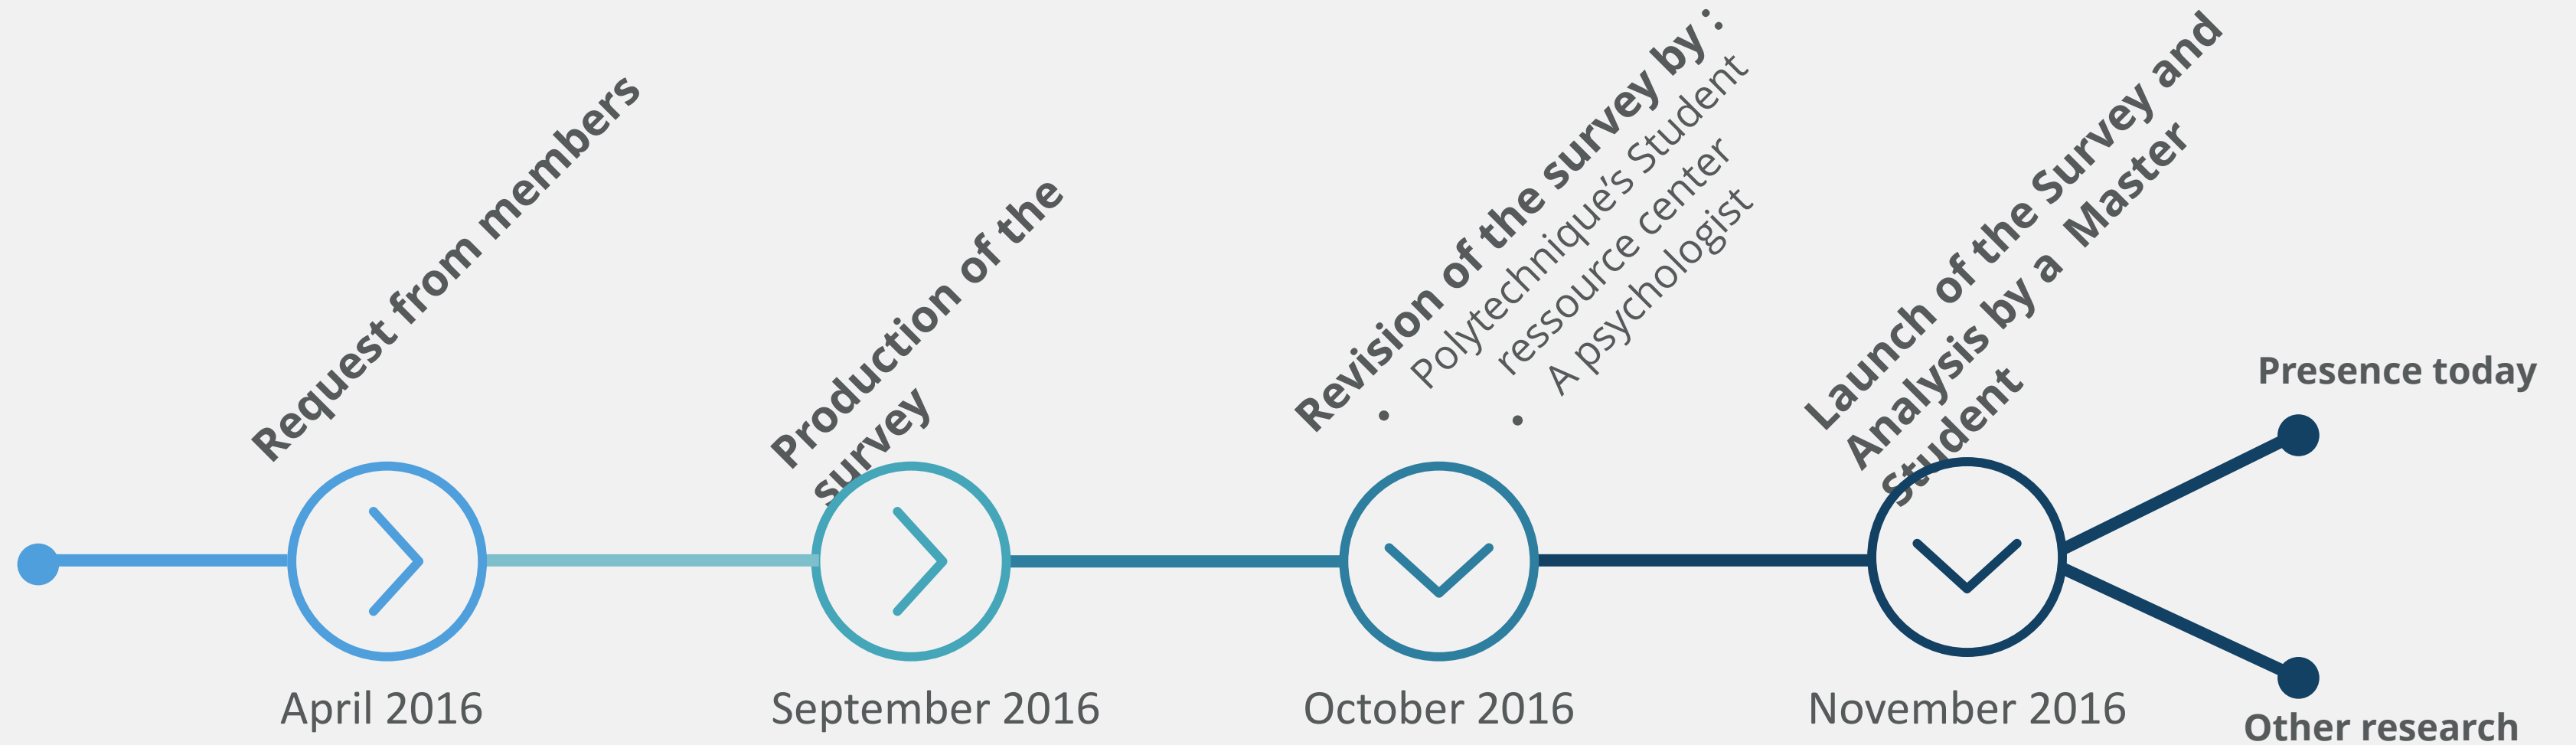 Request from members
Production of the
survey
Revision of the survey by :
• Polytechnique's Student
ressource center
• A psychologist
Launch of the Survey and
Analysis by a Master
Student
Presence today
Other research
April 2016
September 2016
October 2016
November 2016